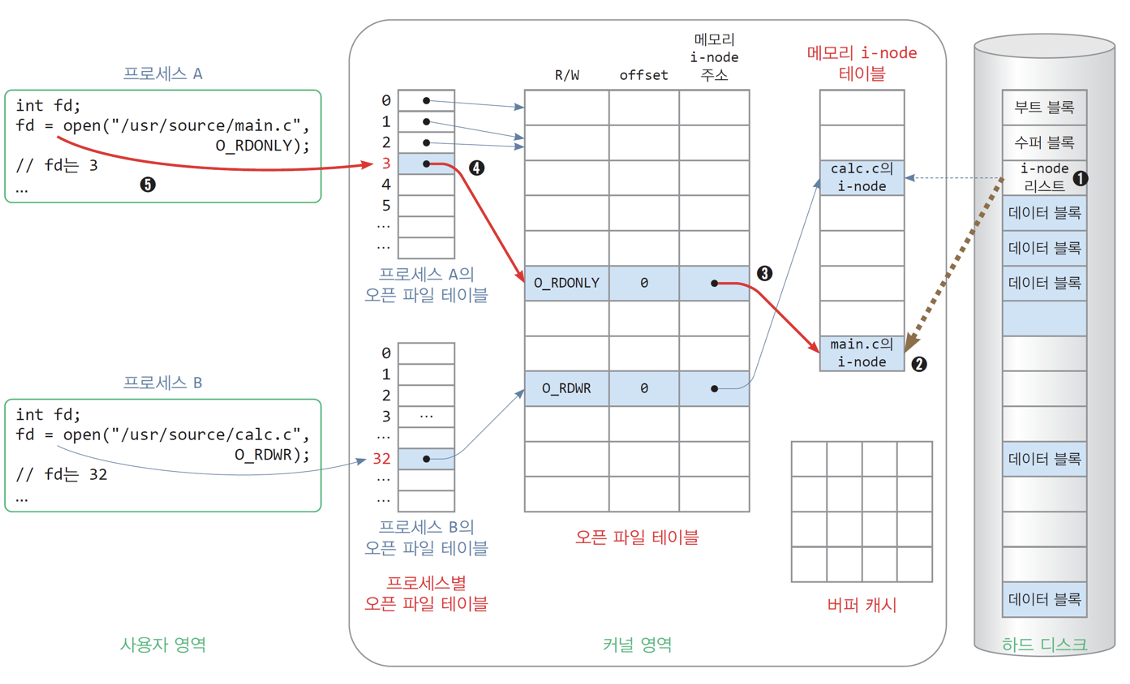 프로세스 A
int fd;
fd = open("/usr/source/main.c",
O_RDONLY);
// fd는 3
…
❺
프로세스 B
int fd;
fd = open("/usr/source/calc.c",
O_RDWR);
// fd는 32
…
사용자 영역
0
1
2
3
4
5
…
…
❹
프로세스 A의
오픈 파일 테이블
0
1
2
3 …
…
32
…
…
프로세스 B의
오픈 파일 테이블
프로세스별
오픈 파일 테이블
R/W offset 메모리
i-node
주소
O_RDONLY 0
❸
O_RDWR 0
오픈 파일 테이블
커널 영역
메모리 i-node
테이블
calc.c의
i-node
main.c의
i-node
❷
버퍼 캐시
부트 블록
수퍼 블록
i-node
리스트
❶
데이터 블록
데이터 블록
데이터 블록
데이터 블록
데이터 블록
하드 디스크